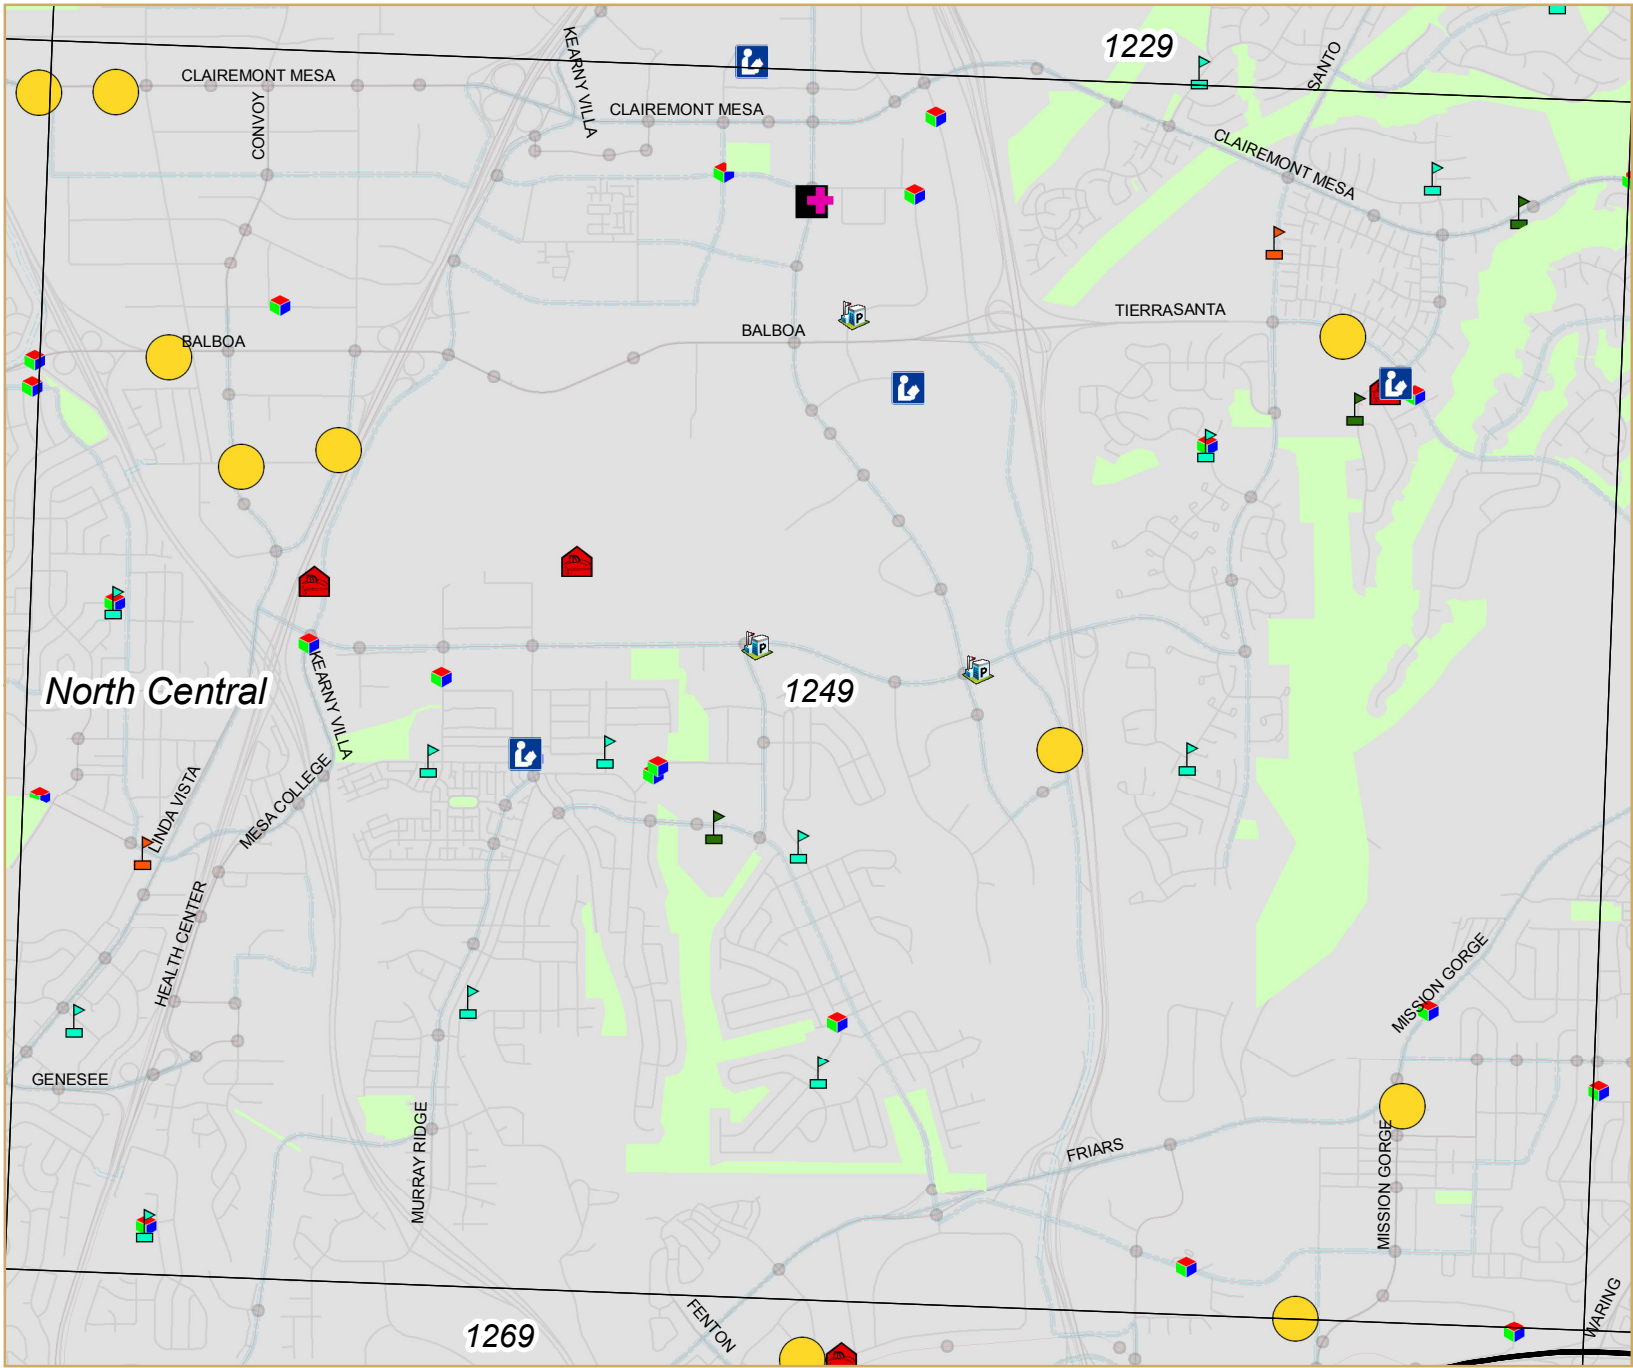 1229
KEARNY VILLA
SANTO
CLAIREMONT MESA
CONVOY
CLAIREMONT MESA
CLAIREMONT MESA
TIERRASANTA
BALBOA
BALBOA
P
P
P
North Central
1249
KEARNY VILLA
LINDA VISTA
MESA COLLEGE
HEALTH CENTER
MISSION GORGE
GENESEE
MURRAY RIDGE
FRIARS
MISSION GORGE
FENTON
WARING
1269